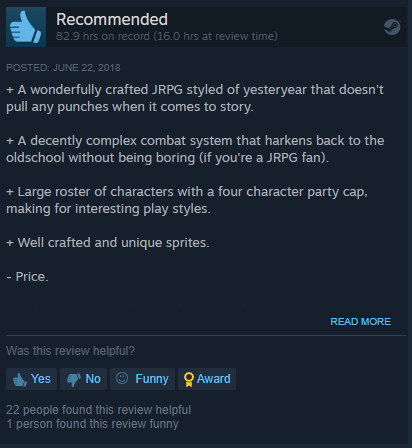 Recommended
82.9 hrs on record (16.0 hrs at review time)
POSTED: JUNE 22, 2018
+ A wonderfully crafted JRPG styled of yesteryear that doesn't
pull any punches when it comes to story.
+ A decently complex combat system that harkens back to the
oldschool without being boring (if you're a JRPG fan).
+ Large roster of characters with a four character party cap,
making for interesting play styles.
+ Well crafted and unique sprites.
- Price.
READ MORE
Was this review helpful?
Yes No Funny Award
22 people found this review helpful
1 person found this review funny